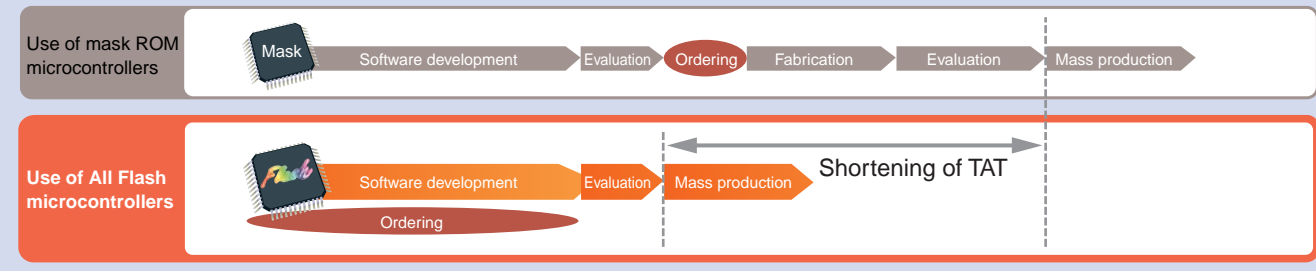 Use of mask ROM
microcontrollers
Mask
Software development
Evaluation
Ordering
Fabrication
Evaluation
Mass production
Use of All Flash
microcontrollers
Flash
Software development
Evaluation
Mass production
Shortening of TAT
Ordering